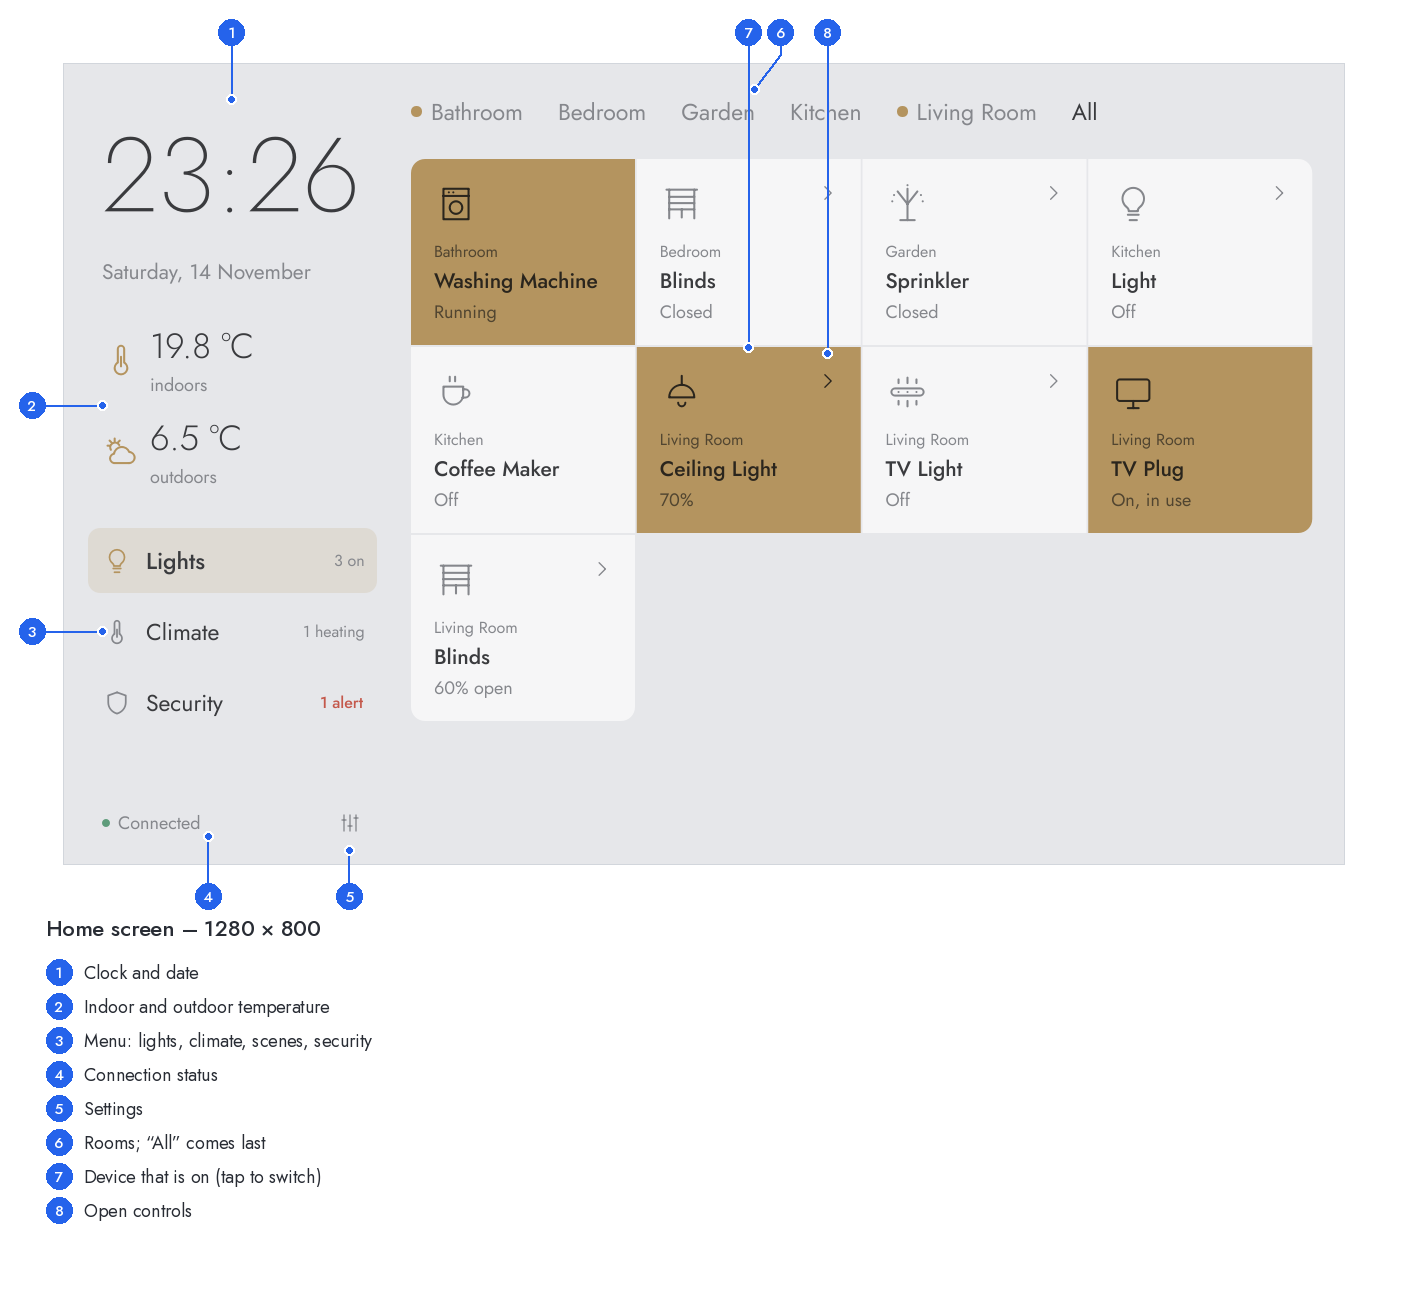 1
7
6
8
23:26
Saturday, 14 November
19.8 °C
indoors
2
6.5 °C
outdoors
Lights
3 on
3
Climate
1 heating
Security
1 alert
Connected
4
5
Bathroom
Bedroom
Garden
Kitchen
Living Room
All
Bathroom
Washing Machine
Running
Bedroom
Blinds
Closed
Garden
Sprinkler
Closed
Kitchen
Light
Off
Kitchen
Coffee Maker
Off
Living Room
Ceiling Light
70%
Living Room
TV Light
Off
Living Room
TV Plug
On, in use
Living Room
Blinds
60% open
Home screen – 1280 × 800
1 Clock and date
2 Indoor and outdoor temperature
3 Menu: lights, climate, scenes, security
4 Connection status
5 Settings
6 Rooms; “All” comes last
7 Device that is on (tap to switch)
8 Open controls